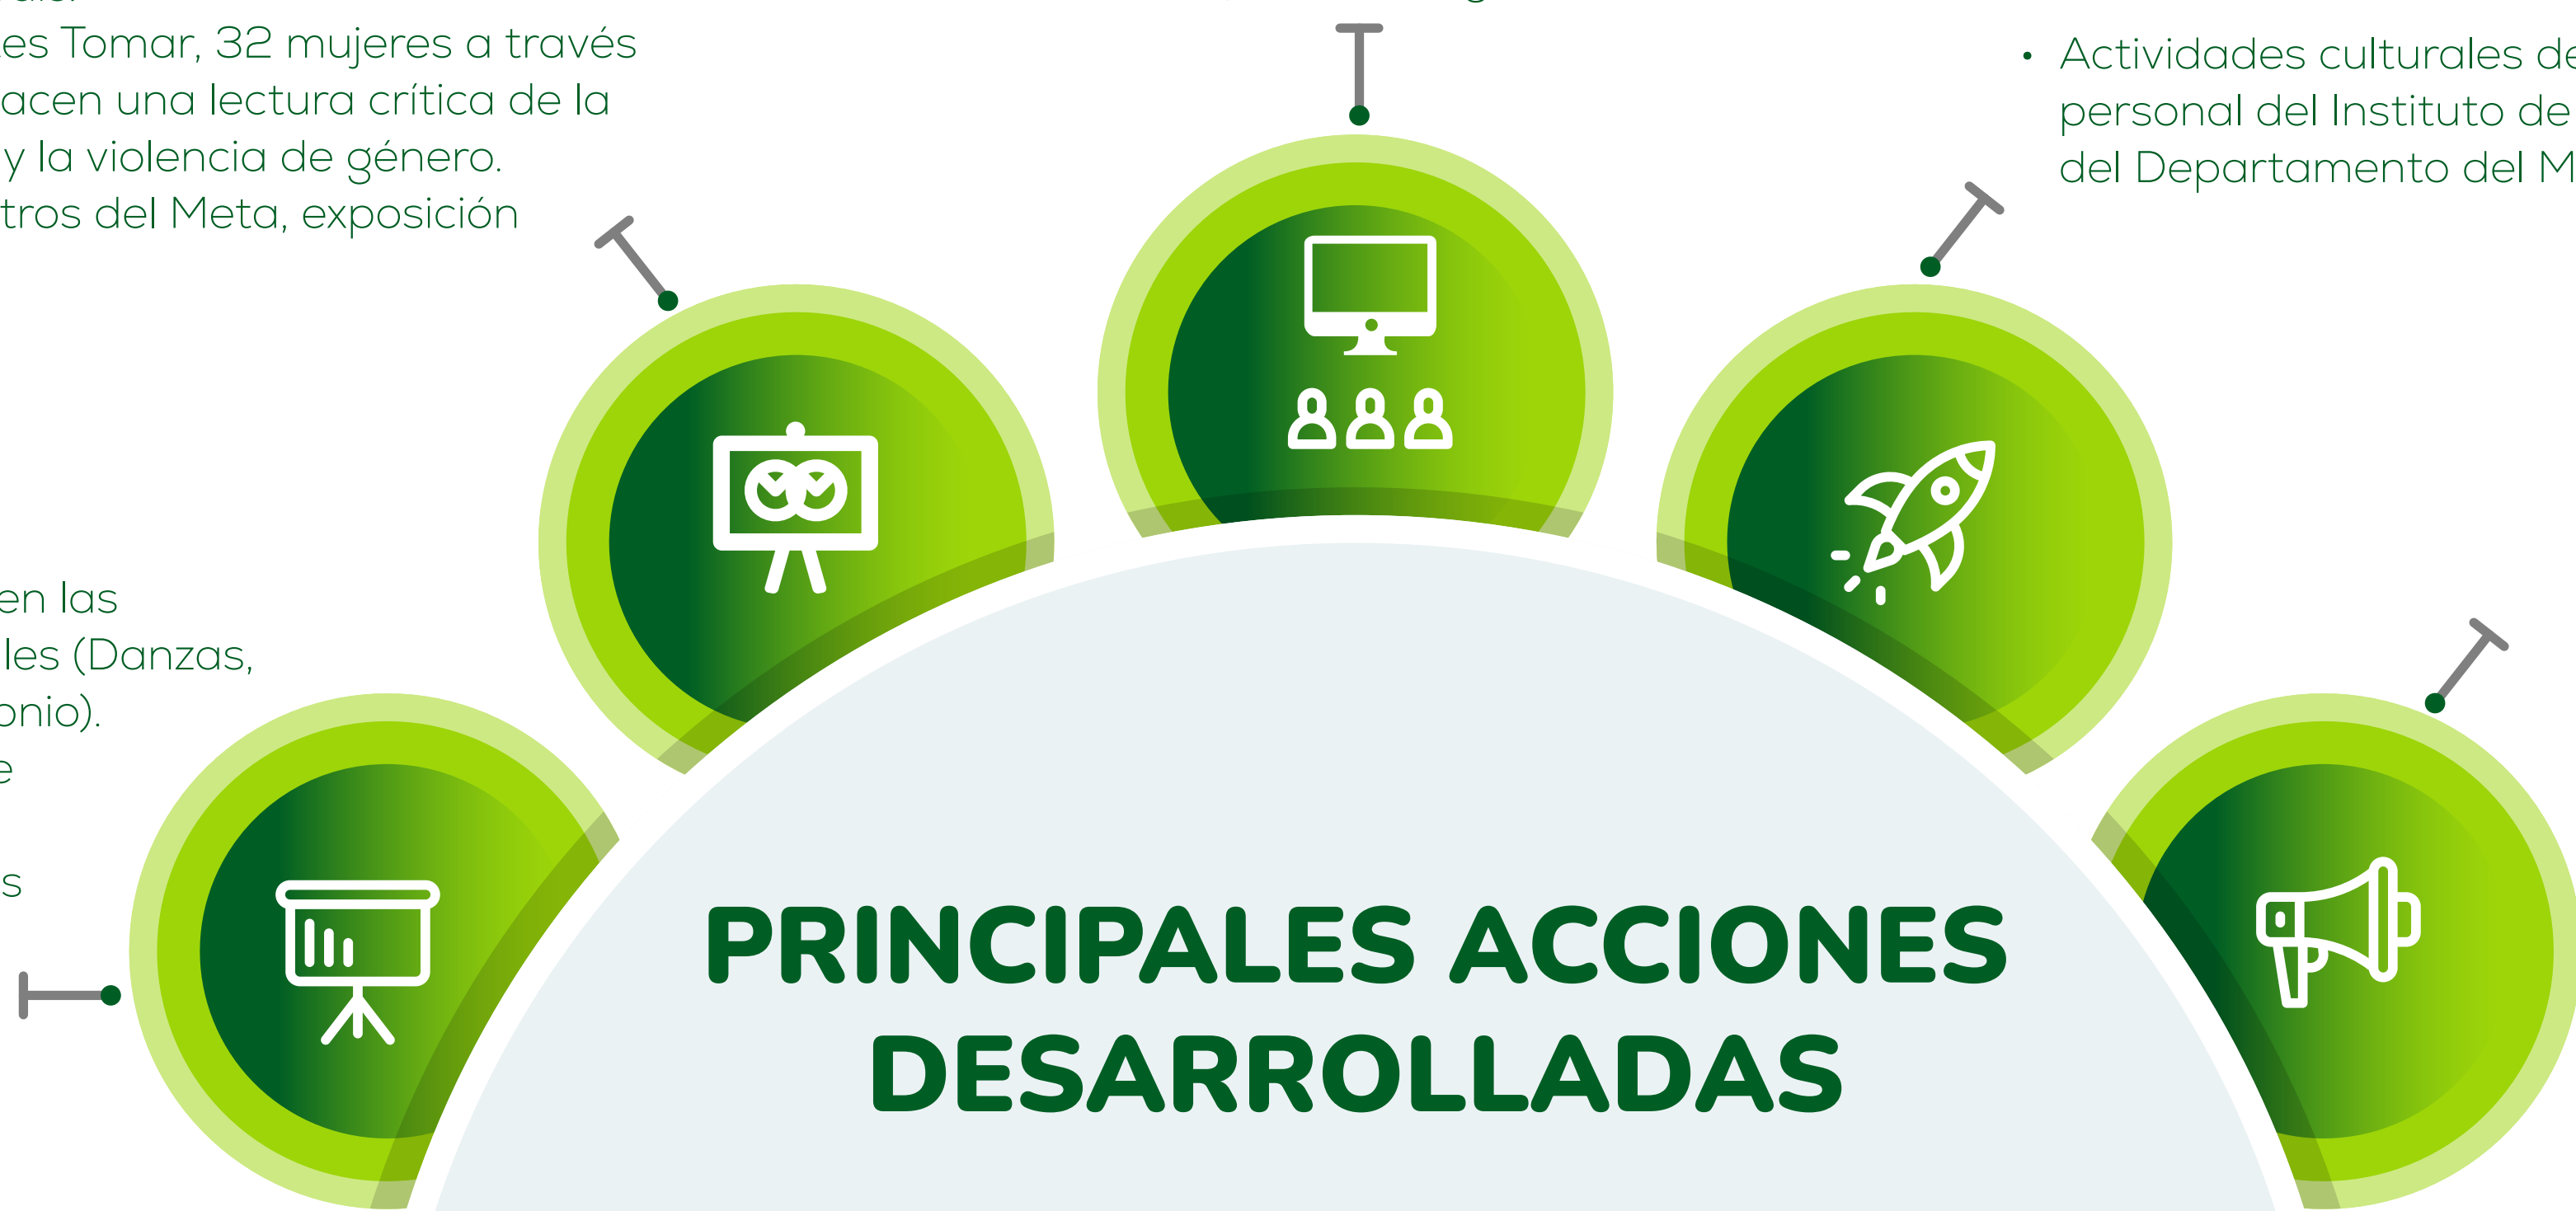 es Tomar, 32 mujeres a través
acen una lectura crítica de la
y la violencia de género.
tros del Meta, exposición
• Actividades culturales de
personal del Instituto de
del Departamento del M
en las
les (Danzas,
onio).
e
s
PRINCIPALES ACCIONES
DESARROLLADAS